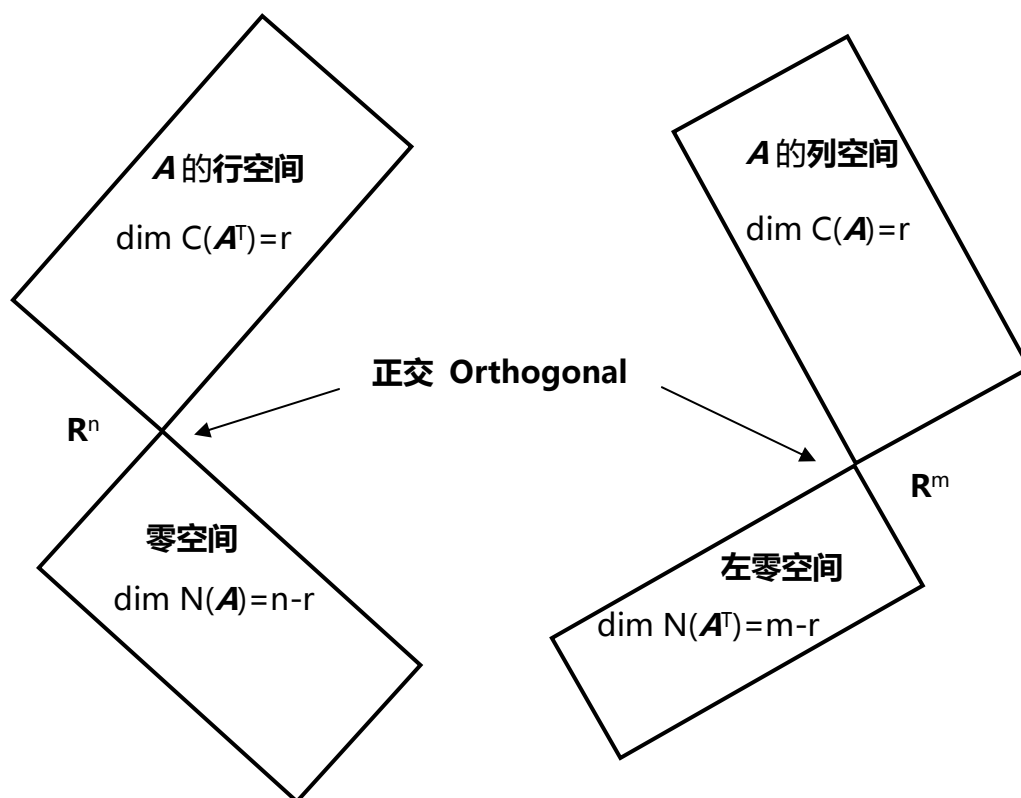 A 的行空间
dim C(Aᵀ)=r
A 的列空间
dim C(A)=r
正交 Orthogonal
Rⁿ
Rᵐ
零空间
dim N(A)=n-r
左零空间
dim N(Aᵀ)=m-r